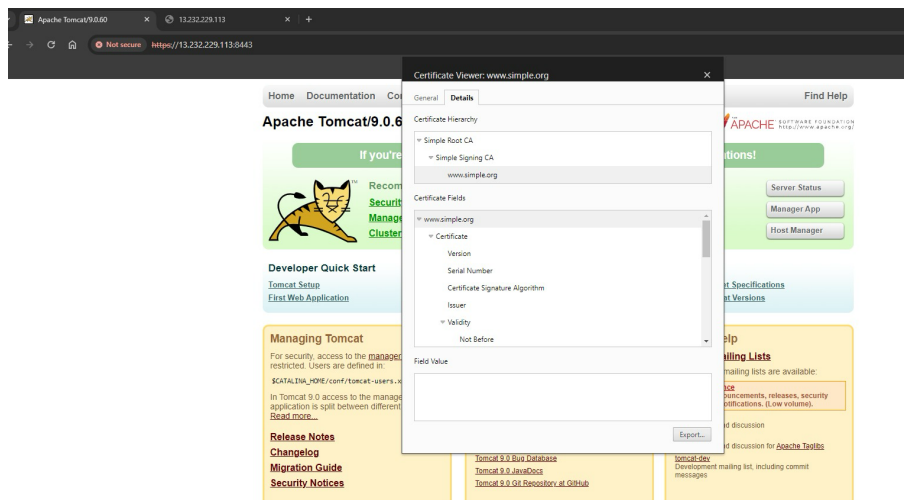 Apache Tomcat/9.0.60
13.232.229.113
Not secure https://13.232.229.113:8443
Certificate Viewer: www.simple.org
General Details
Certificate Hierarchy
Simple Root CA
Simple Signing CA
www.simple.org
Certificate Fields
www.simple.org
Certificate
Version
Serial Number
Certificate Signature Algorithm
Issuer
Validity
Not Before
Field Value
Export...
Home Documentation Co
Find Help
Apache Tomcat/9.0.6
APACHE SOFTWARE FOUNDATION
http://www.apache.org/
If you're
tions!
TM
Recom
Securit
Manage
Cluster
Server Status
Manager App
Host Manager
Developer Quick Start
Tomcat Setup
First Web Application
et Specifications
at Versions
Managing Tomcat
For security, access to the manager
restricted. Users are defined in:
$CATALINA_HOME/conf/tomcat-users.x
In Tomcat 9.0 access to the manage
application is split between different
Read more...
Release Notes
Changelog
Migration Guide
Security Notices
Tomcat 9.0 Bug Database
Tomcat 9.0 JavaDocs
Tomcat 9.0 Git Repository at GitHub
elp
ailing Lists
mailing lists are available:
nce
ouncements, releases, security
otifications. (Low volume).
d discussion
d discussion for Apache Taglibs
tomcat-dev
Development mailing list, including commit
messages